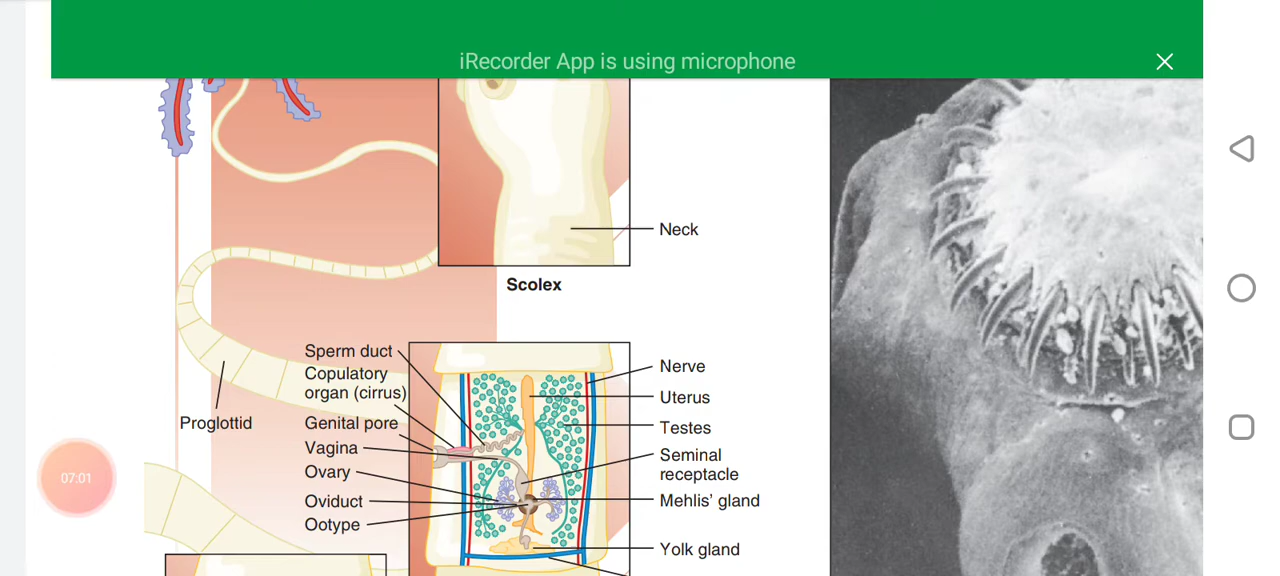 iRecorder App is using microphone
Neck
Scolex
Sperm duct
Copulatory
organ (cirrus)
Genital pore
Vagina
Ovary
Oviduct
Ootype
Proglottid
Nerve
Uterus
Testes
Seminal
receptacle
Mehlis’ gland
Yolk gland
07:01